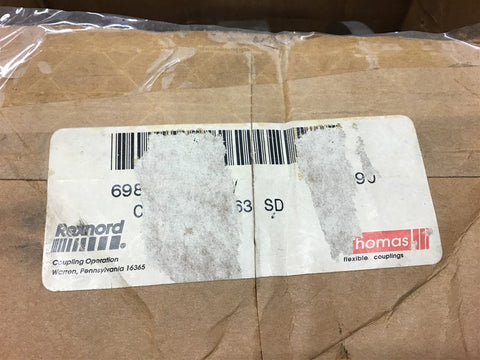 698 90
C 63 SD
Rexnord ®
homas
Coupling Operation
flexible couplings
Warren, Pennsylvania 16365